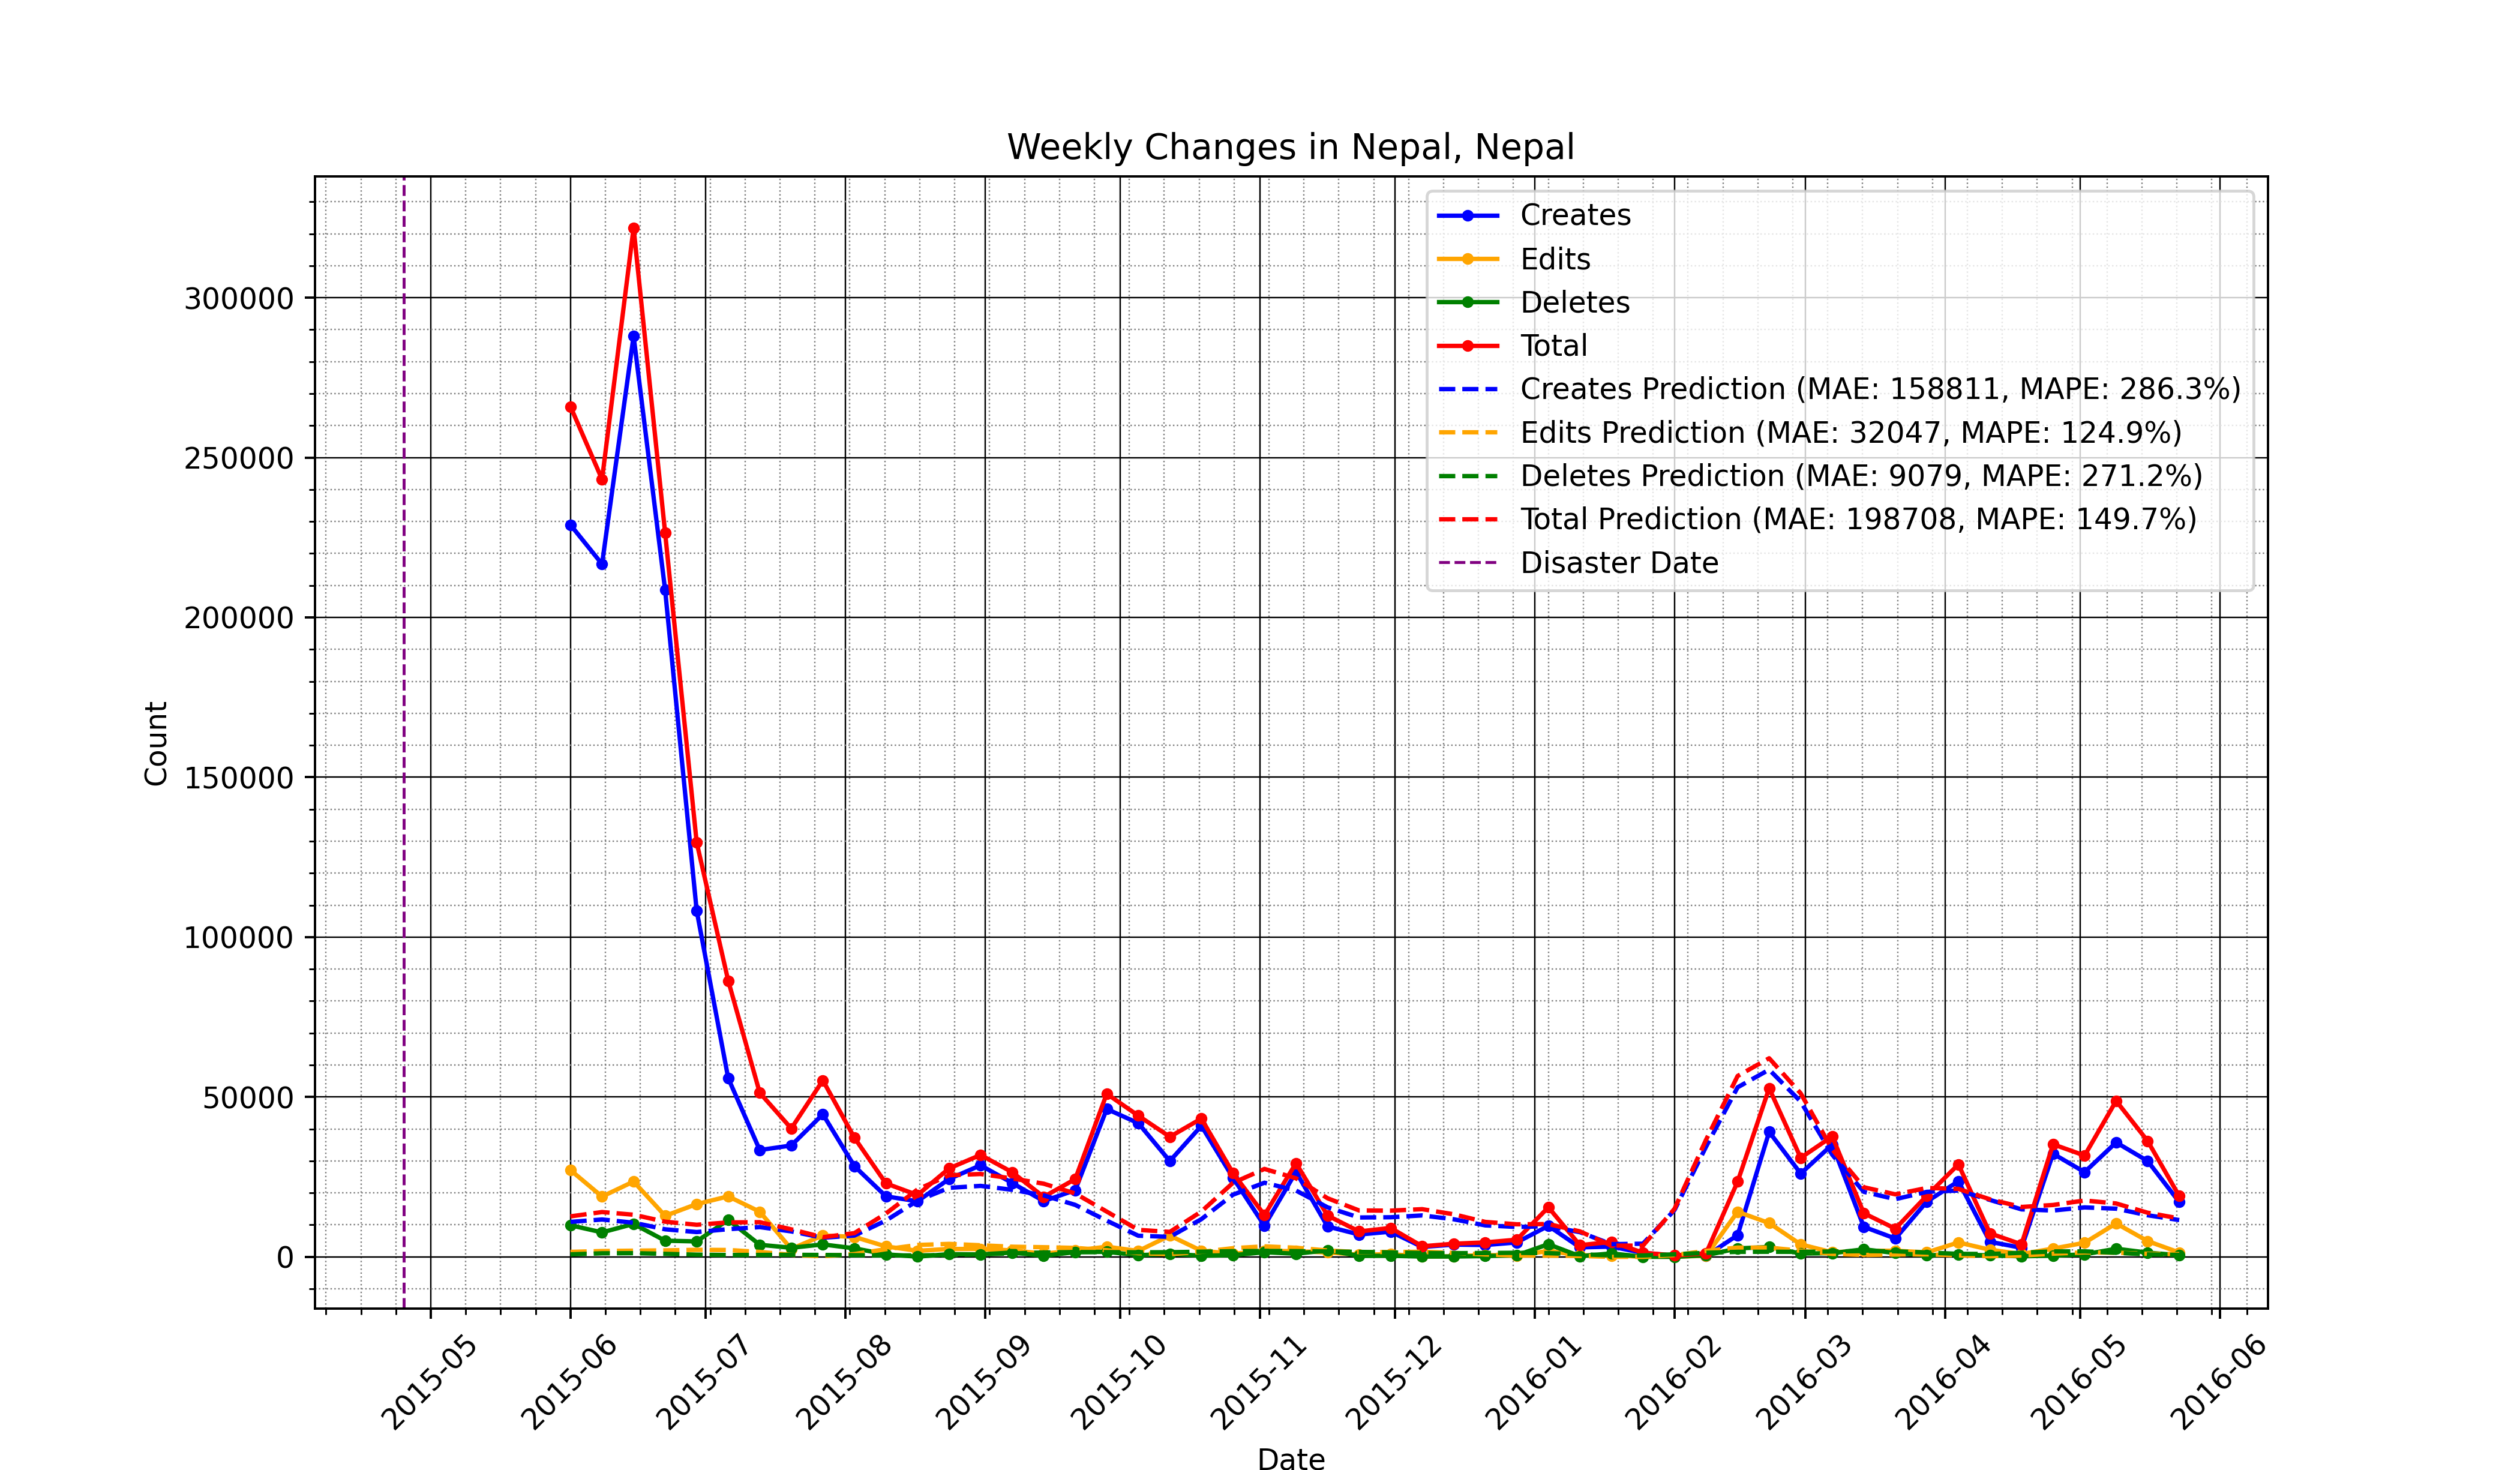 Weekly Changes in Nepal, Nepal
Creates
Edits
Deletes
Total
Creates Prediction (MAE: 158811, MAPE: 286.3%)
Edits Prediction (MAE: 32047, MAPE: 124.9%)
Deletes Prediction (MAE: 9079, MAPE: 271.2%)
Total Prediction (MAE: 198708, MAPE: 149.7%)
Disaster Date
Count
300000
250000
200000
150000
100000
50000
0
2015-05
2015-06
2015-07
2015-08
2015-09
2015-10
2015-11
2015-12
2016-01
2016-02
2016-03
2016-04
2016-05
2016-06
Date